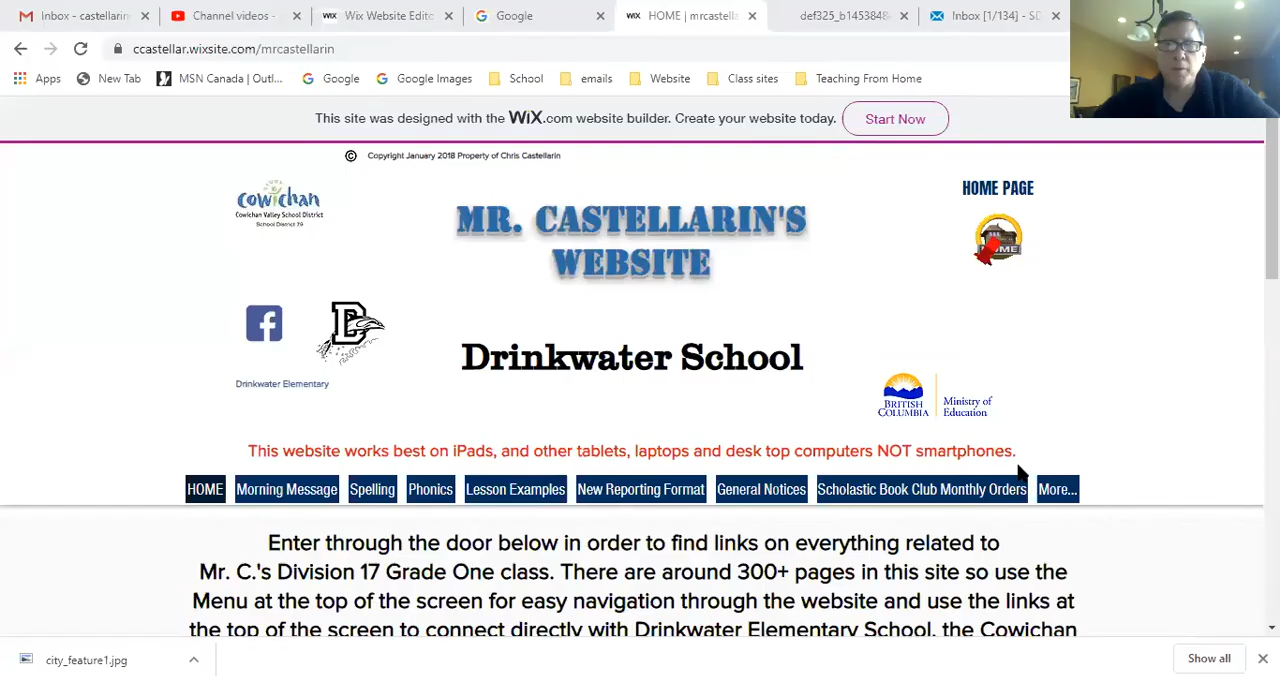 Inbox - castellarin
Channel videos -
WiX Wix Website Edito
Google
WiX HOME | mrcastella
def325_b1453848
Inbox [1/134] - SD
ccastellar.wixsite.com/mrcastellarin
Apps
New Tab
MSN Canada | Outl...
Google
Google Images
School
emails
Website
Class sites
Teaching From Home
This site was designed with the WiX.com website builder. Create your website today.
Start Now
© Copyright January 2018 Property of Chris Castellarin
Cowichan
Cowichan Valley School District
School District 79
MR. CASTELLARIN'S
WEBSITE
HOME PAGE
HOME
f
D
Drinkwater School
Drinkwater Elementary
BRITISH
COLUMBIA
Ministry of
Education
This website works best on iPads, and other tablets, laptops and desk top computers NOT smartphones.
HOME
Morning Message
Spelling
Phonics
Lesson Examples
New Reporting Format
General Notices
Scholastic Book Club Monthly Orders
More...
Enter through the door below in order to find links on everything related to
Mr. C.'s Division 17 Grade One class. There are around 300+ pages in this site so use the
Menu at the top of the screen for easy navigation through the website and use the links at
the top of the screen to connect directly with Drinkwater Elementary School, the Cowichan
city_feature1.jpg
Show all